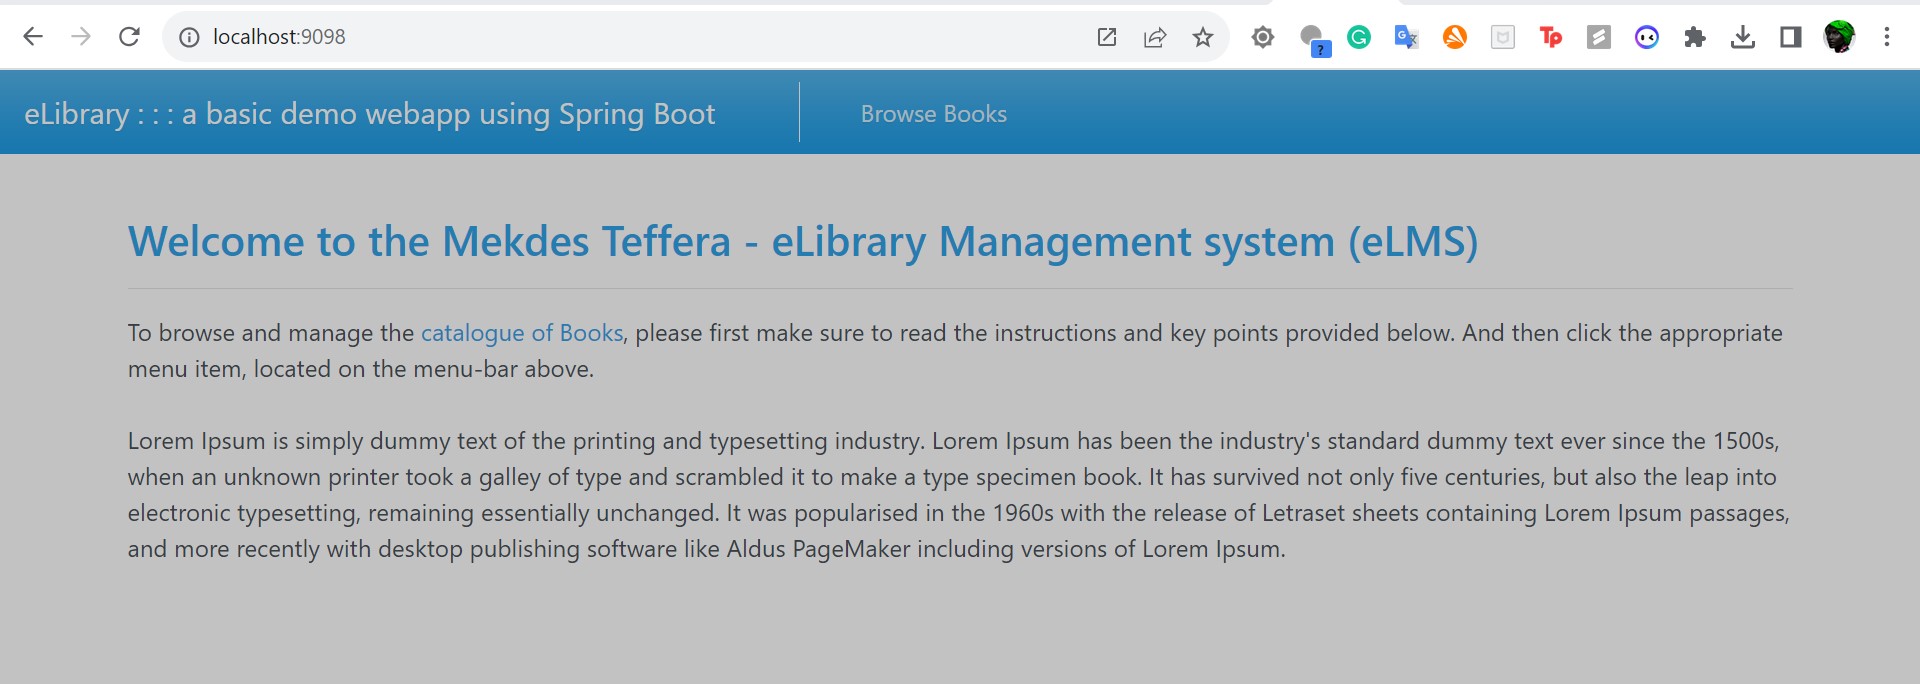 localhost:9098
eLibrary : : : a basic demo webapp using Spring Boot
Browse Books
Welcome to the Mekdes Teffera - eLibrary Management system (eLMS)
To browse and manage the catalogue of Books, please first make sure to read the instructions and key points provided below. And then click the appropriate
menu item, located on the menu-bar above.
Lorem Ipsum is simply dummy text of the printing and typesetting industry. Lorem Ipsum has been the industry's standard dummy text ever since the 1500s,
when an unknown printer took a galley of type and scrambled it to make a type specimen book. It has survived not only five centuries, but also the leap into
electronic typesetting, remaining essentially unchanged. It was popularised in the 1960s with the release of Letraset sheets containing Lorem Ipsum passages,
and more recently with desktop publishing software like Aldus PageMaker including versions of Lorem Ipsum.